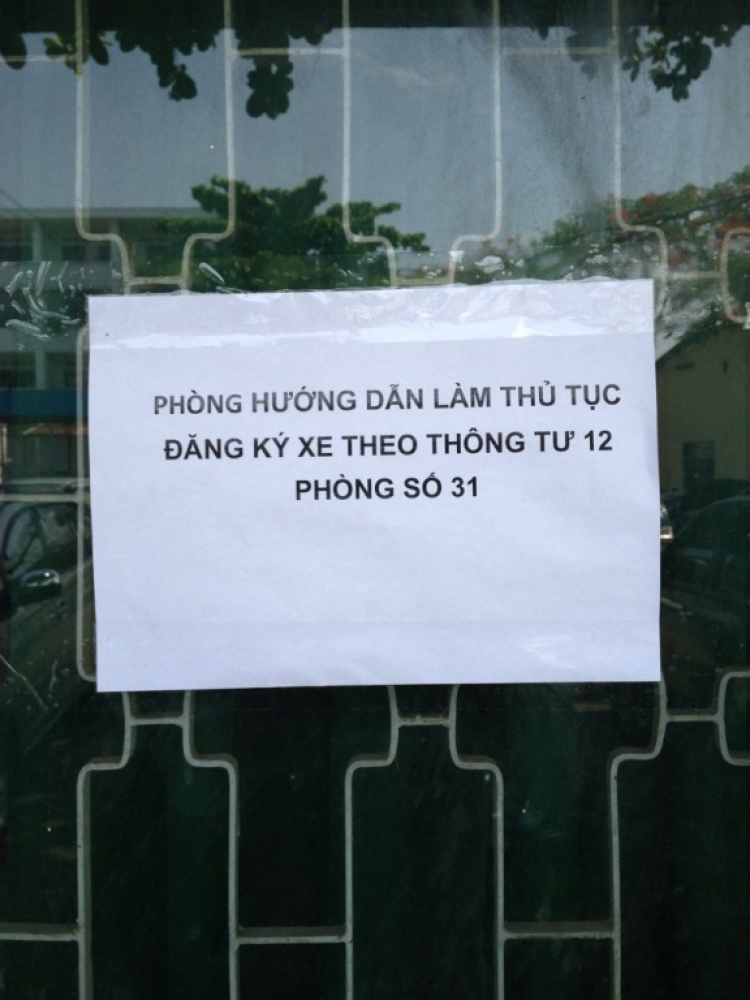 PHÒNG HƯỚNG DẪN LÀM THỦ TỤC
ĐĂNG KÝ XE THEO THÔNG TƯ 12
PHÒNG SỐ 31